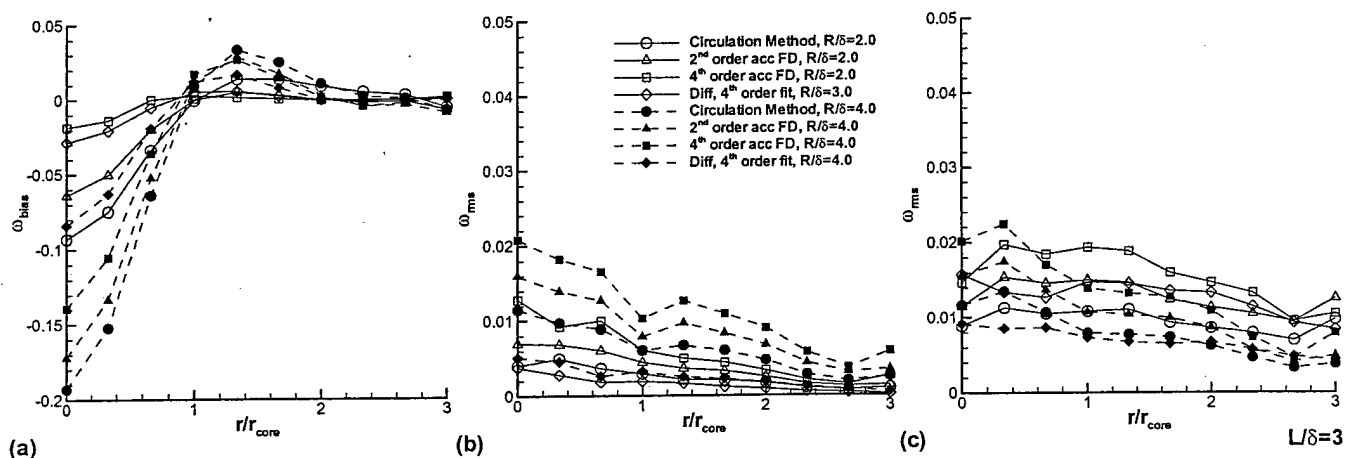 0.05
0
-0.05
-0.1
-0.15
-0.2
ω_bias
0 1 2 3
r/r_core
(a)
0.05
0.04
0.03
0.02
0.01
0
ω_rms
Circulation Method, R/δ=2.0
2nd order acc FD, R/δ=2.0
4th order acc FD, R/δ=2.0
Diff, 4th order fit, R/δ=3.0
Circulation Method, R/δ=4.0
2nd order acc FD, R/δ=4.0
4th order acc FD, R/δ=4.0
Diff, 4th order fit, R/δ=4.0
0 1 2 3
r/r_core
(b)
0.05
0.04
0.03
0.02
0.01
0
ω_rms
0 1 2 3
r/r_core
(c)
L/δ=3